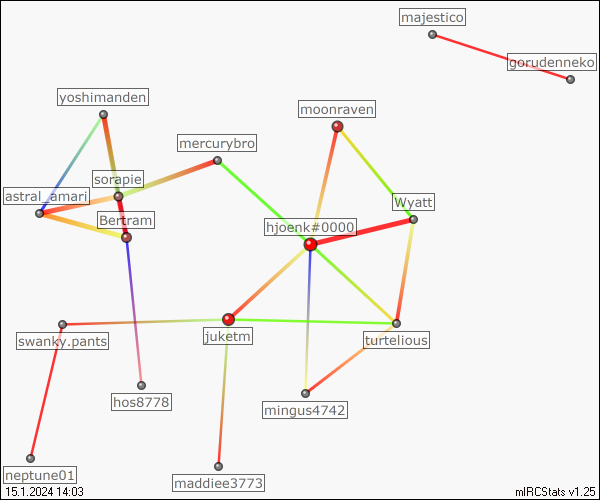 majestico
gorudenneko
yoshimanden
moonraven
mercurybro
sorapie
astral_amari
Wyatt
Bertram
hjoenk#0000
swanky.pants
juketm
turtelious
hos8778
mingus4742
neptune01
maddiee3773
15.1.2024 14:03
mIRCStats v1.25